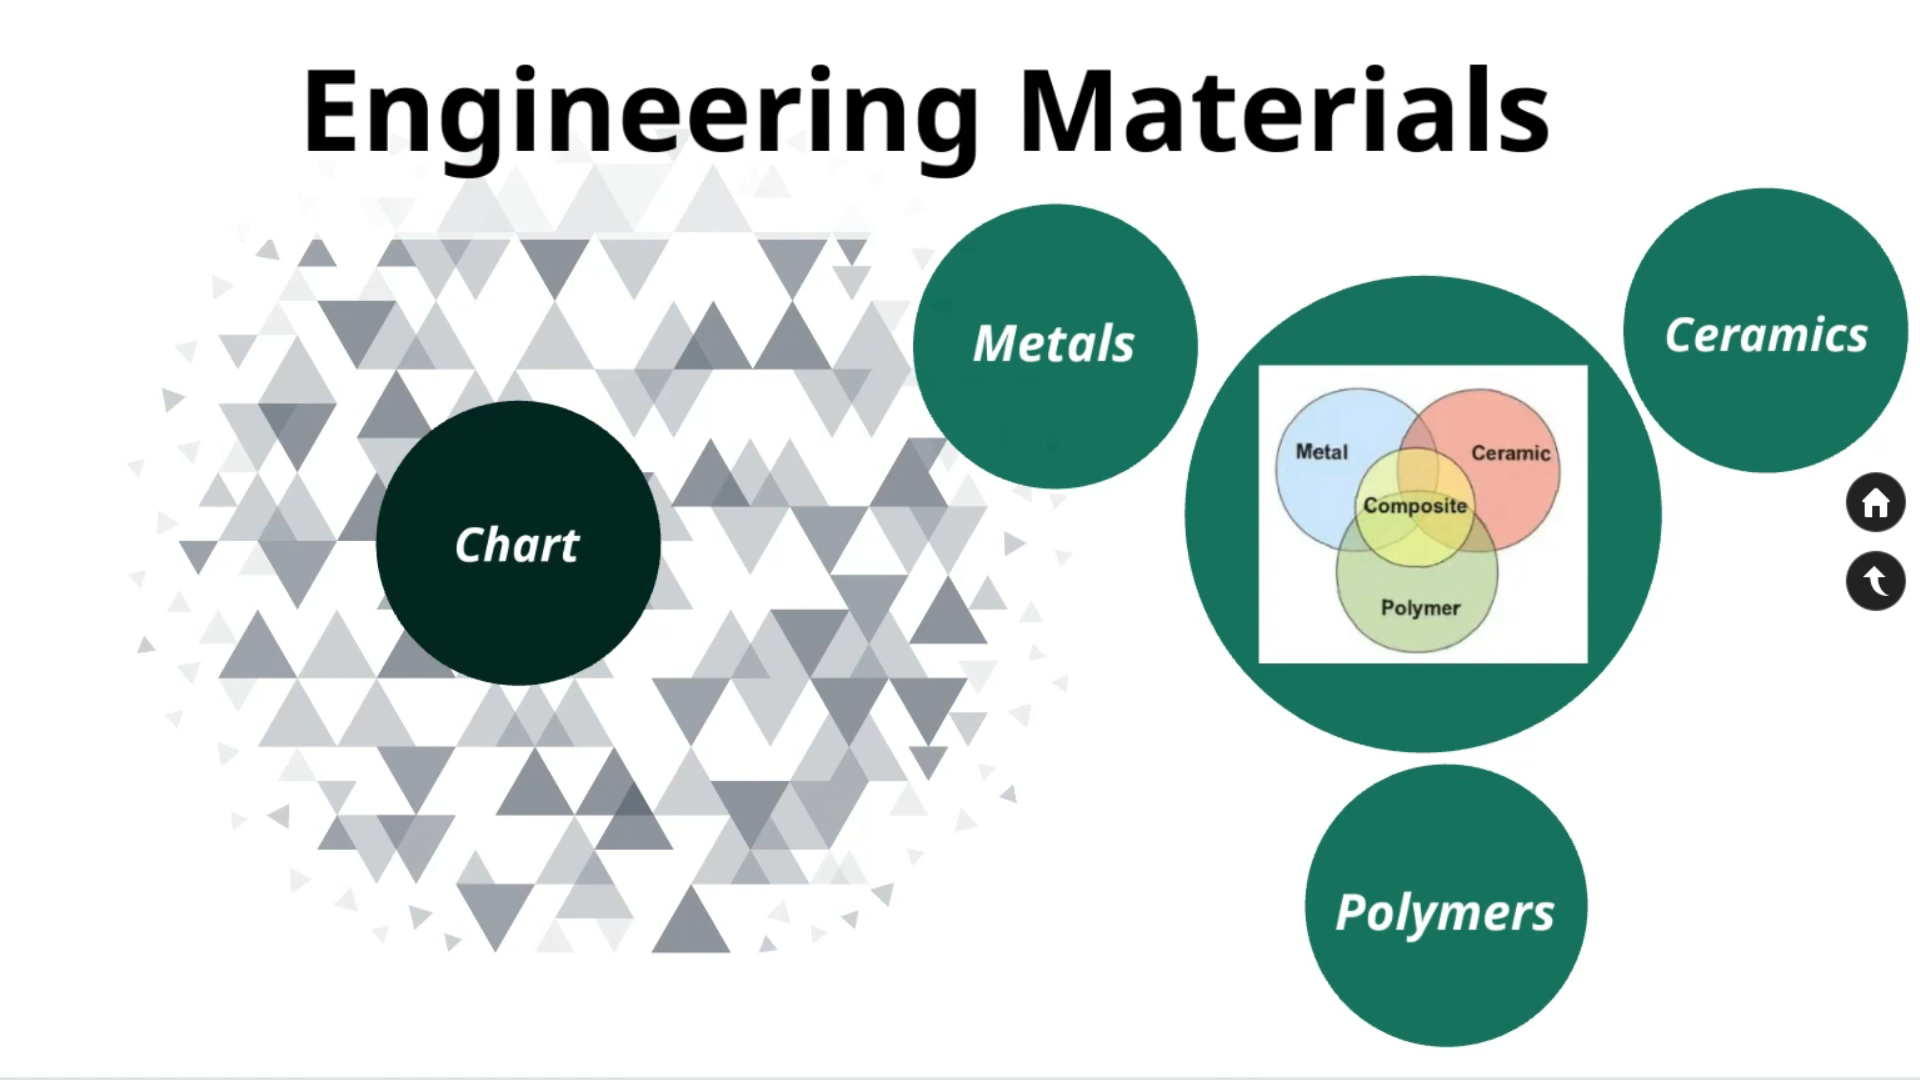 Engineering Materials
Metals
Ceramics
Metal
Ceramic
Composite
Polymer
Chart
Polymers